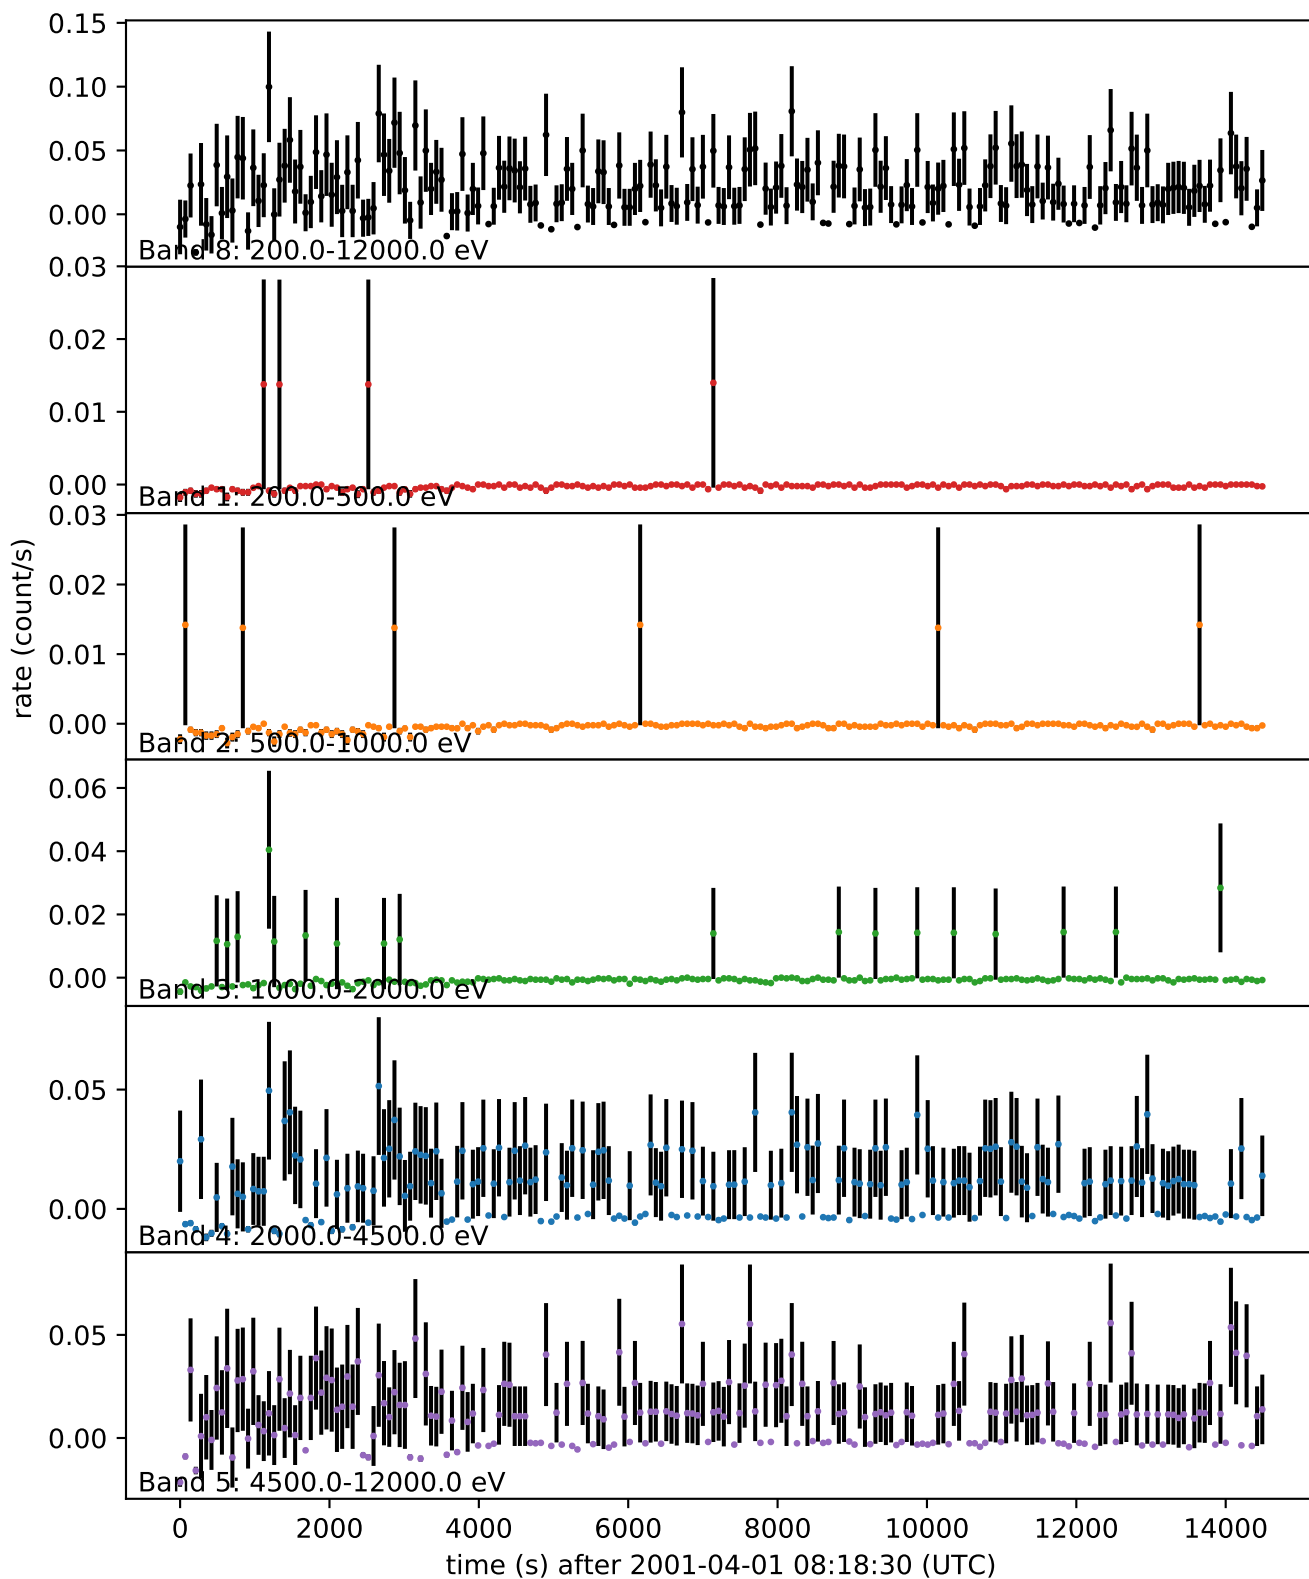 0.15
0.10
0.05
0.00
Band 8: 200.0-12000.0 eV
0.03
0.02
0.01
0.00
Band 1: 200.0-500.0 eV
0.03
0.02
0.01
0.00
Band 2: 500.0-1000.0 eV
rate (count/s)
0.06
0.04
0.02
0.00
Band 3: 1000.0-2000.0 eV
0.05
0.00
Band 4: 2000.0-4500.0 eV
0.05
0.00
Band 5: 4500.0-12000.0 eV
0 2000 4000 6000 8000 10000 12000 14000
time (s) after 2001-04-01 08:18:30 (UTC)